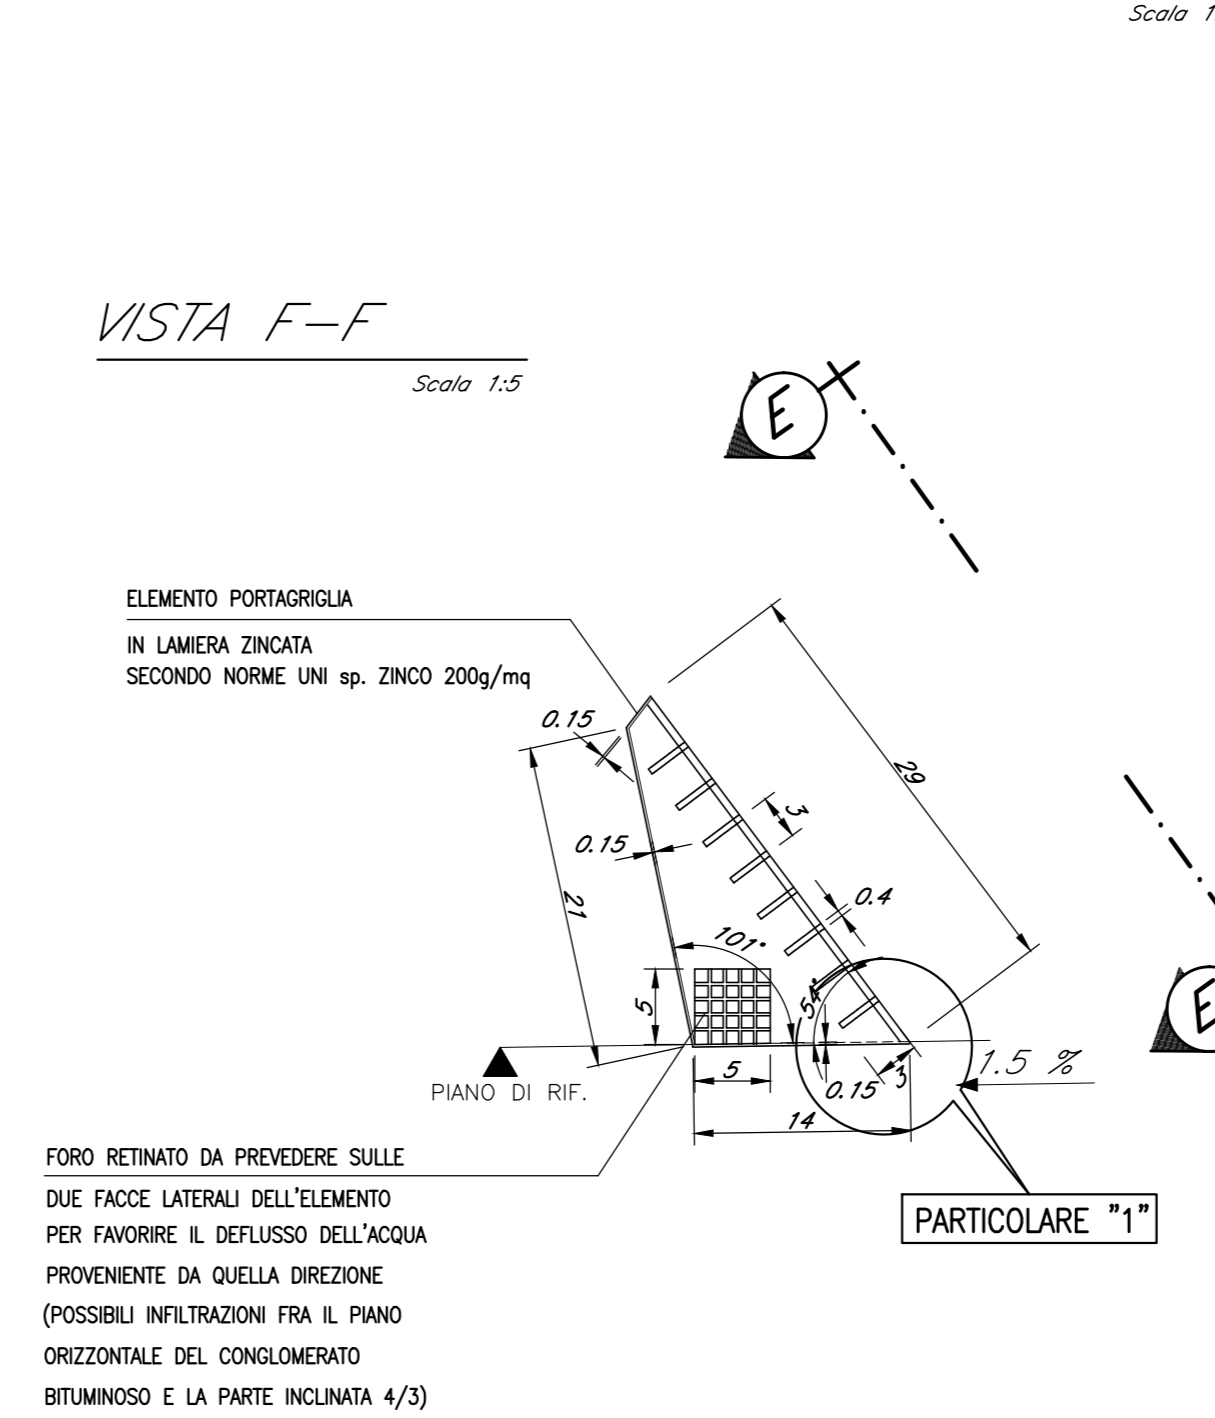 Scala 1:
VISTA F-F
Scala 1:5
E
ELEMENTO PORTAGRIGLIA
IN LAMIERA ZINCATA
SECONDO NORME UNI sp. ZINCO 200g/mq
0.15
29
3
0.15
0.4
21
101°
E
5
54°
PIANO DI RIF.
5
0.15
3
1.5 %
14
FORO RETINATO DA PREVEDERE SULLE
DUE FACCE LATERALI DELL'ELEMENTO
PER FAVORIRE IL DEFLUSSO DELL'ACQUA
PROVENIENTE DA QUELLA DIREZIONE
(POSSIBILI INFILTRAZIONI FRA IL PIANO
ORIZZONTALE DEL CONGLOMERATO
BITUMINOSO E LA PARTE INCLINATA 4/3)
PARTICOLARE "1"